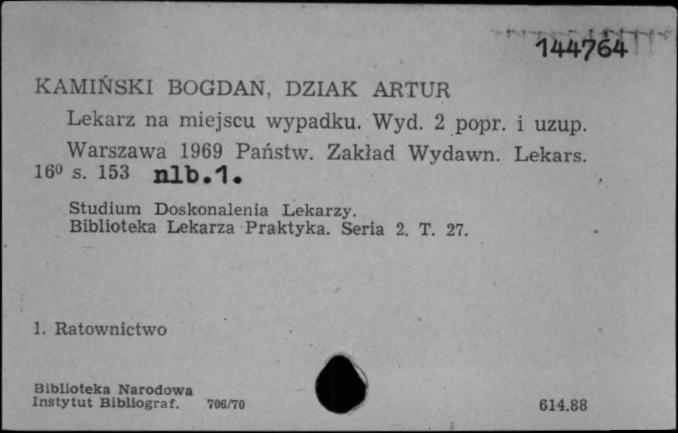 144764
KAMIŃSKI BOGDAN, DZIAK ARTUR
Lekarz na miejscu wypadku. Wyd. 2 popr. i uzup.
Warszawa 1969 Państw. Zakład Wydawn. Lekars.
16⁰ s. 153 nlb.1.
Studium Doskonalenia Lekarzy.
Biblioteka Lekarza Praktyka. Seria 2. T. 27.
1. Ratownictwo
Biblioteka Narodowa
Instytut Bibliograf. 706/70
614.88